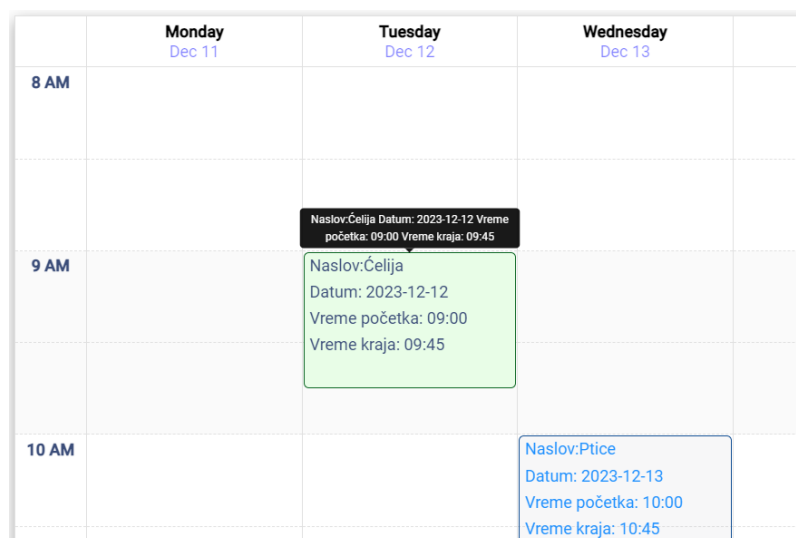 Monday
Dec 11
Tuesday
Dec 12
Wednesday
Dec 13
8 AM
Naslov:Ćelija Datum: 2023-12-12 Vreme
početka: 09:00 Vreme kraja: 09:45
9 AM
Naslov:Ćelija
Datum: 2023-12-12
Vreme početka: 09:00
Vreme kraja: 09:45
10 AM
Naslov:Ptice
Datum: 2023-12-13
Vreme početka: 10:00
Vreme kraja: 10:45